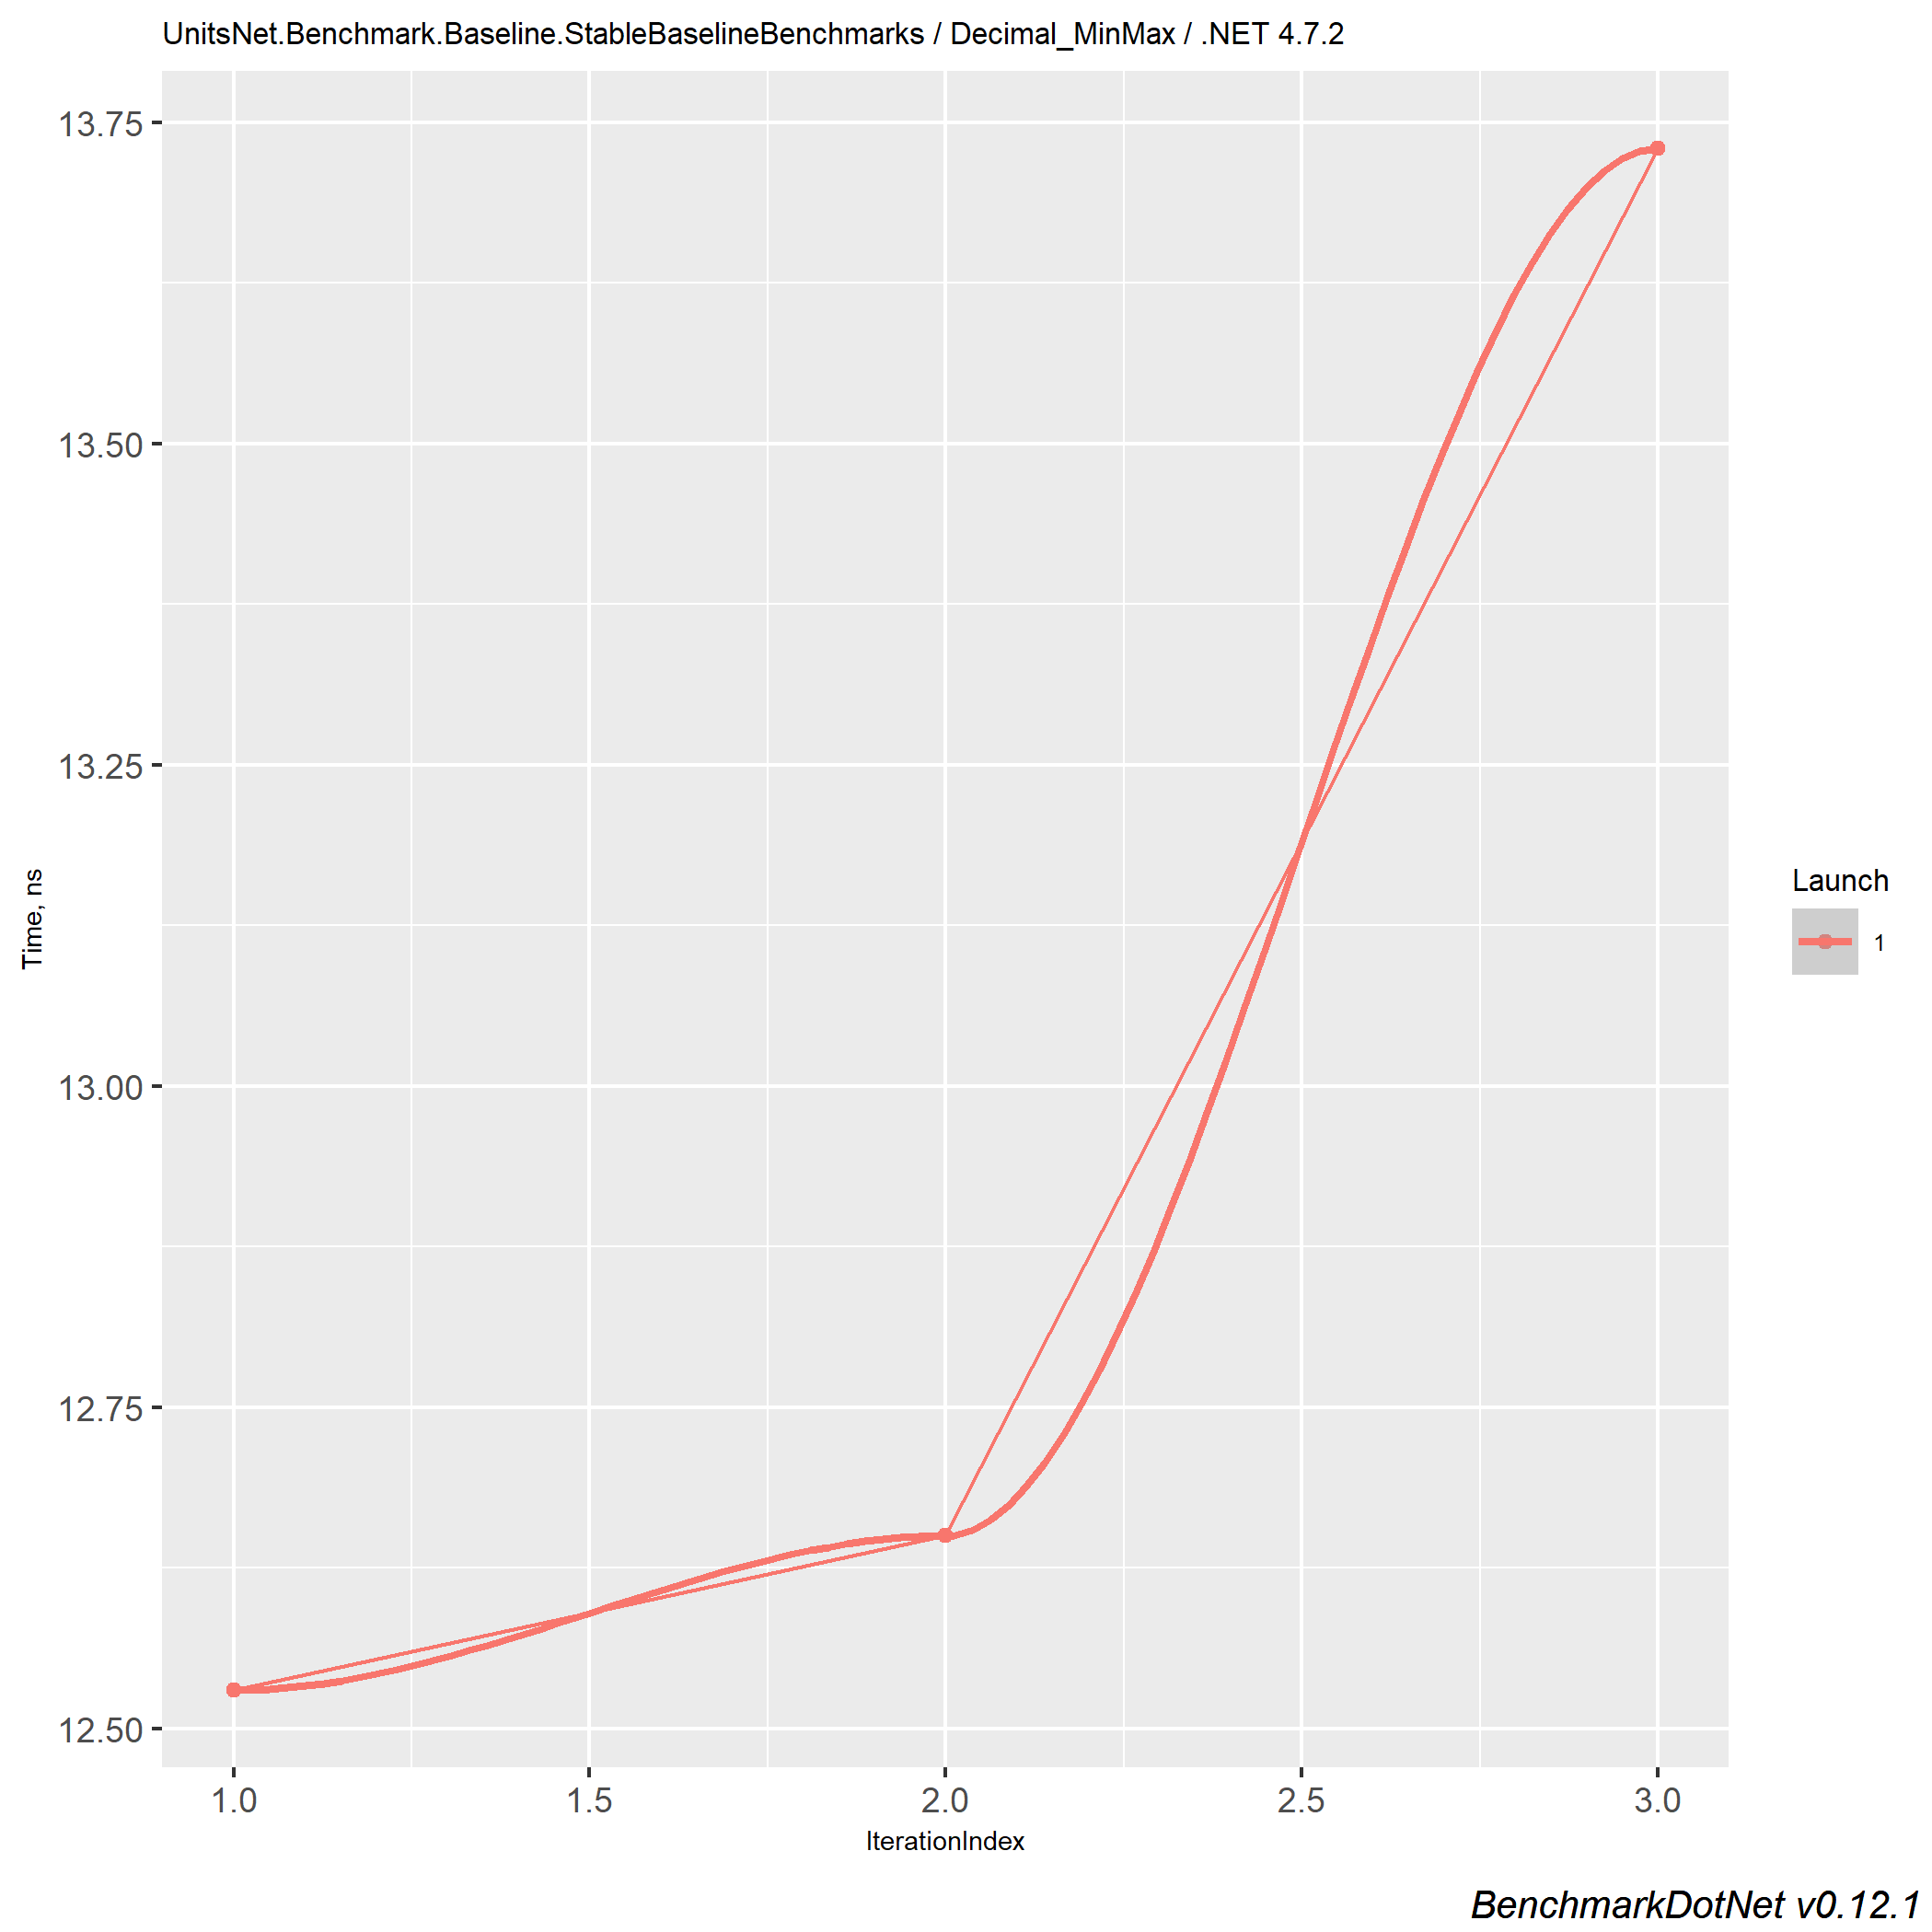 UnitsNet.Benchmark.Baseline.StableBaselineBenchmarks / Decimal_MinMax / .NET 4.7.2
13.75
13.50
13.25
13.00
12.75
12.50
Time, ns
1.0 1.5 2.0 2.5 3.0
IterationIndex
Launch
1
BenchmarkDotNet v0.12.1